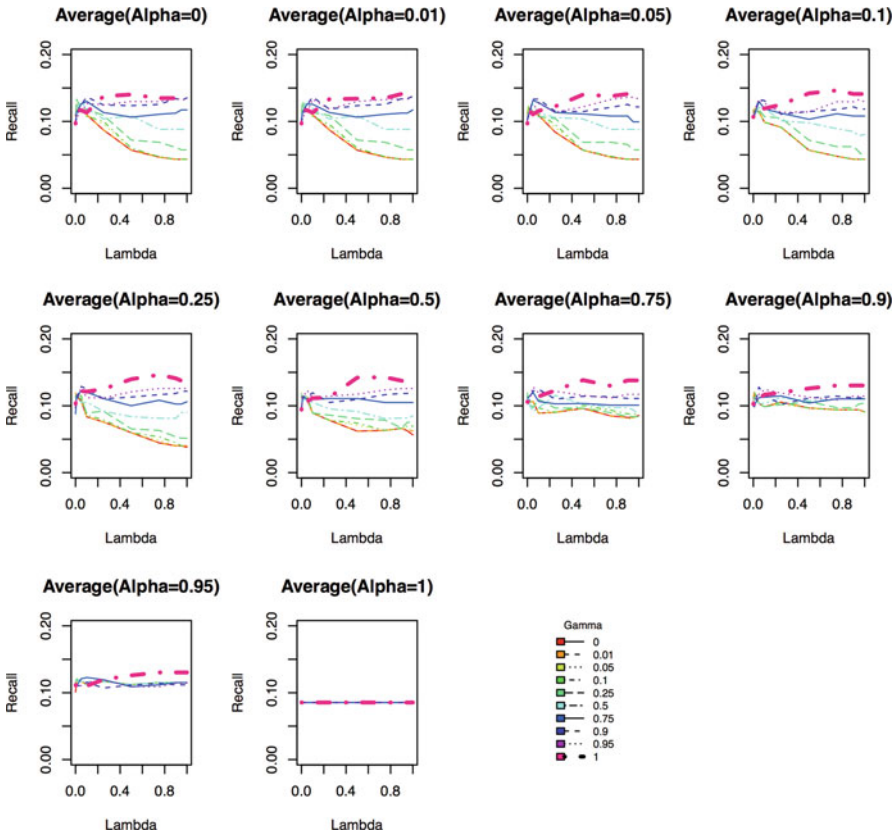 Average(Alpha=0) Average(Alpha=0.01) Average(Alpha=0.05) Average(Alpha=0.1)
Recall 0.00 0.10 0.20
0.0 0.4 0.8
Lambda
Recall 0.00 0.10 0.20
0.0 0.4 0.8
Lambda
Recall 0.00 0.10 0.20
0.0 0.4 0.8
Lambda
Recall 0.00 0.10 0.20
0.0 0.4 0.8
Lambda
Average(Alpha=0.25) Average(Alpha=0.5) Average(Alpha=0.75) Average(Alpha=0.9)
Recall 0.00 0.10 0.20
0.0 0.4 0.8
Lambda
Recall 0.00 0.10 0.20
0.0 0.4 0.8
Lambda
Recall 0.00 0.10 0.20
0.0 0.4 0.8
Lambda
Recall 0.00 0.10 0.20
0.0 0.4 0.8
Lambda
Average(Alpha=0.95) Average(Alpha=1)
Recall 0.00 0.10 0.20
0.0 0.4 0.8
Lambda
Recall 0.00 0.10 0.20
0.0 0.4 0.8
Lambda
Gamma
0
0.01
0.05
0.1
0.25
0.5
0.75
0.9
0.95
1